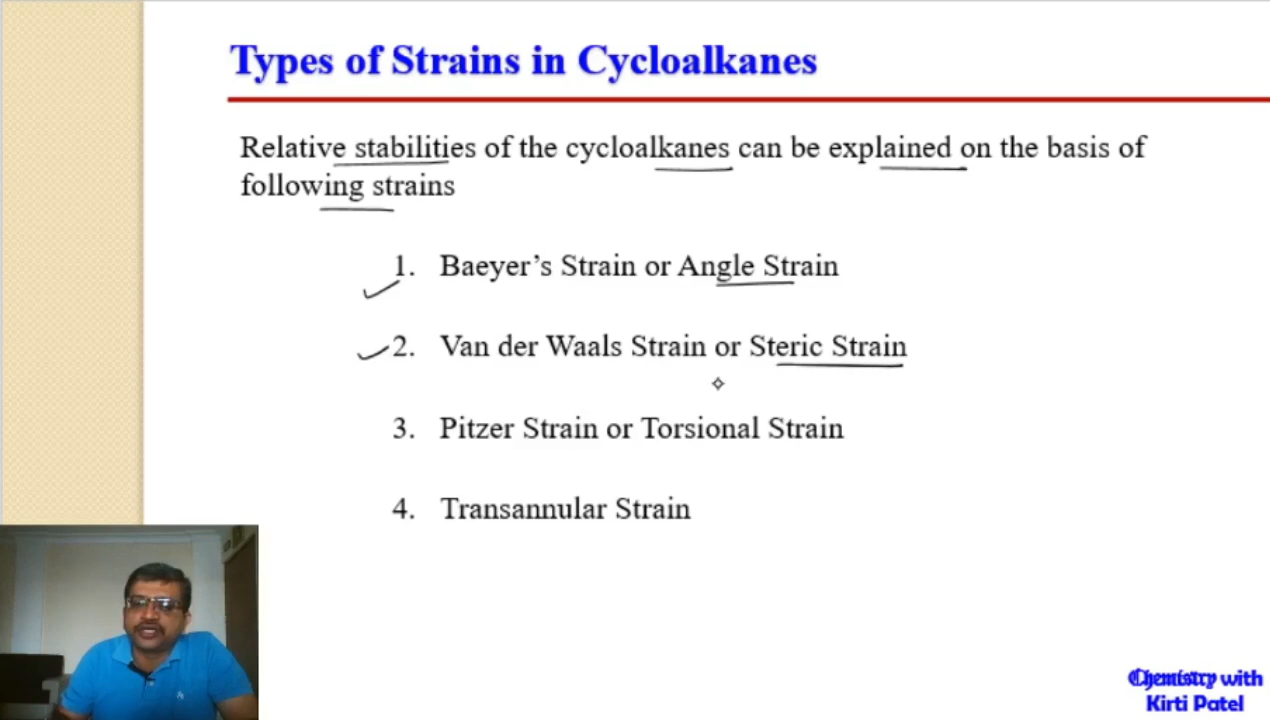 Types of Strains in Cycloalkanes
Relative stabilities of the cycloalkanes can be explained on the basis of
following strains
1. Baeyer’s Strain or Angle Strain
2. Van der Waals Strain or Steric Strain
3. Pitzer Strain or Torsional Strain
4. Transannular Strain
Chemistry with
Kirti Patel